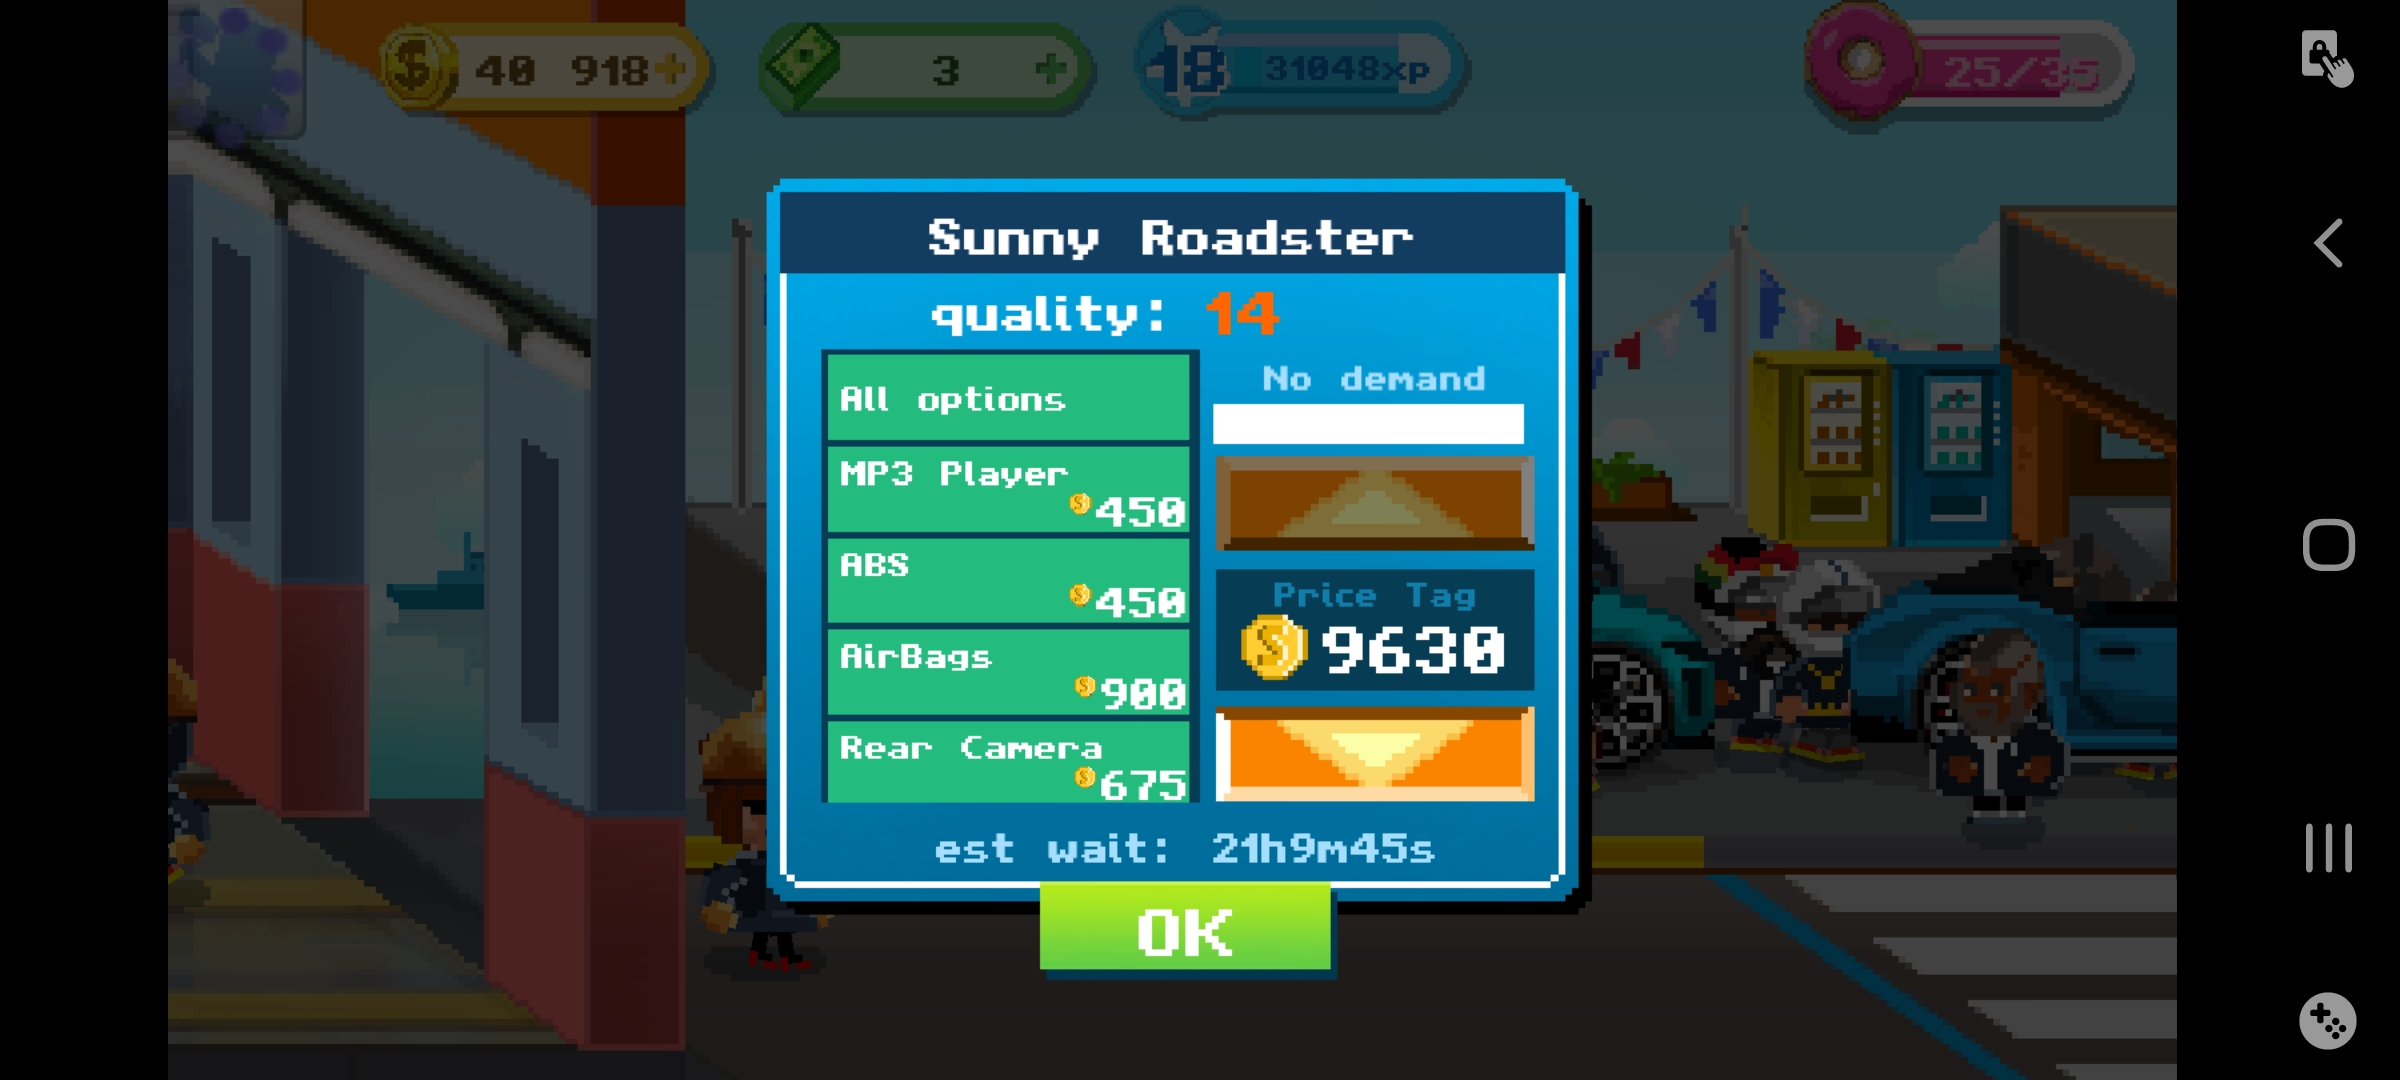 40 918
3
18
31048xp
25/35
Sunny Roadster
quality: 14
All options
No demand
MP3 Player
450
ABS
450
Price Tag
9630
AirBags
900
Rear Camera
675
est wait: 21h9m45s
OK